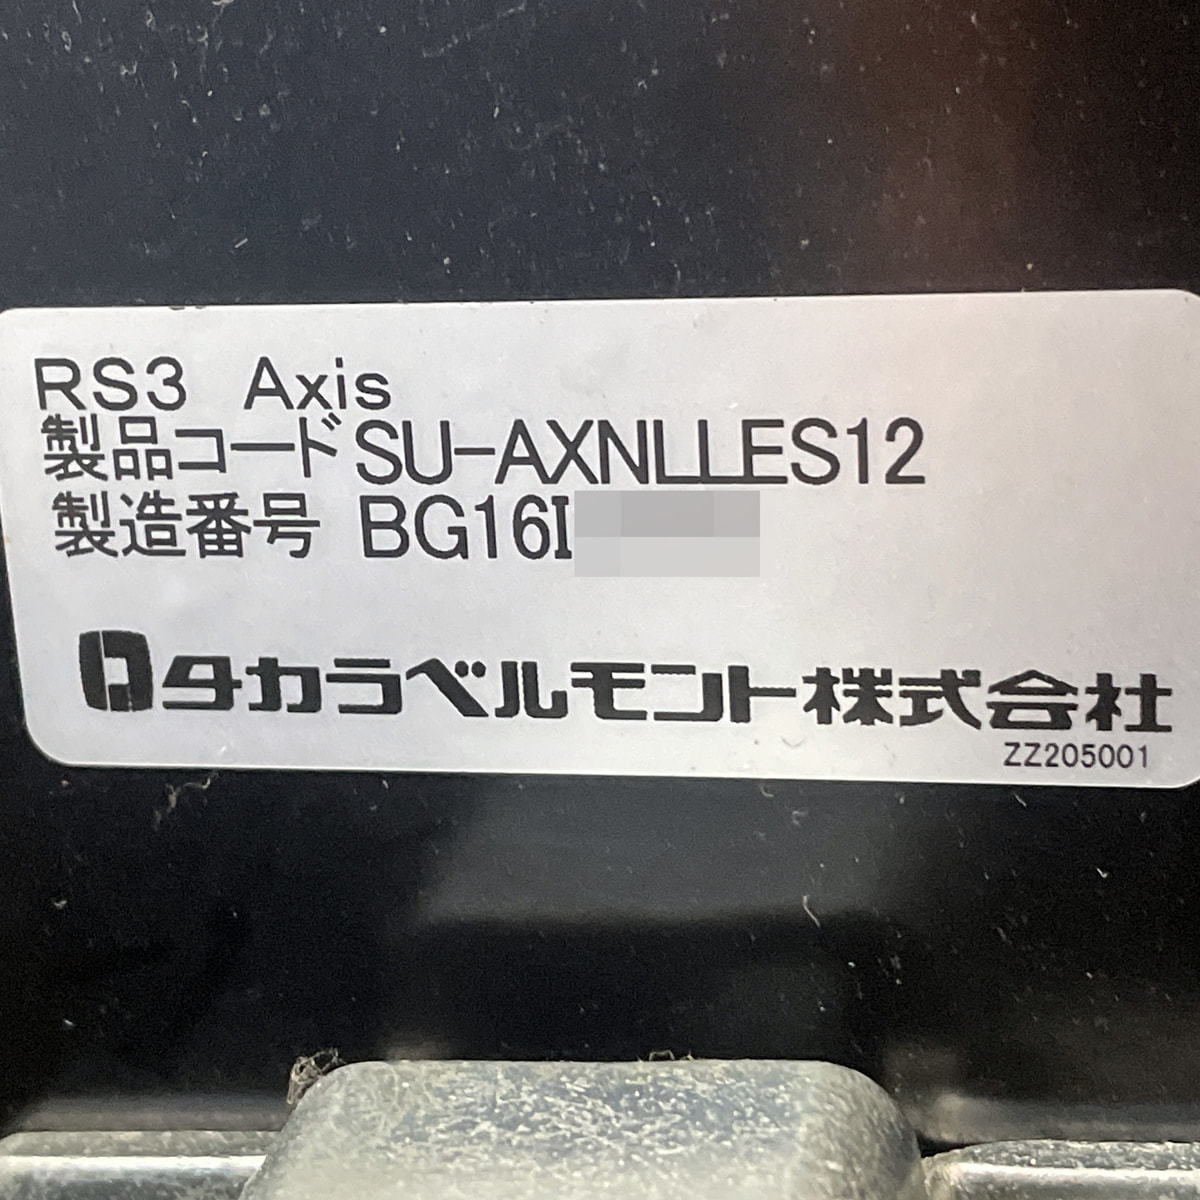 RS3 Axis
製品コード SU-AXNLLES12
製造番号 BG16I
タカラベルモント株式会社
ZZ205001